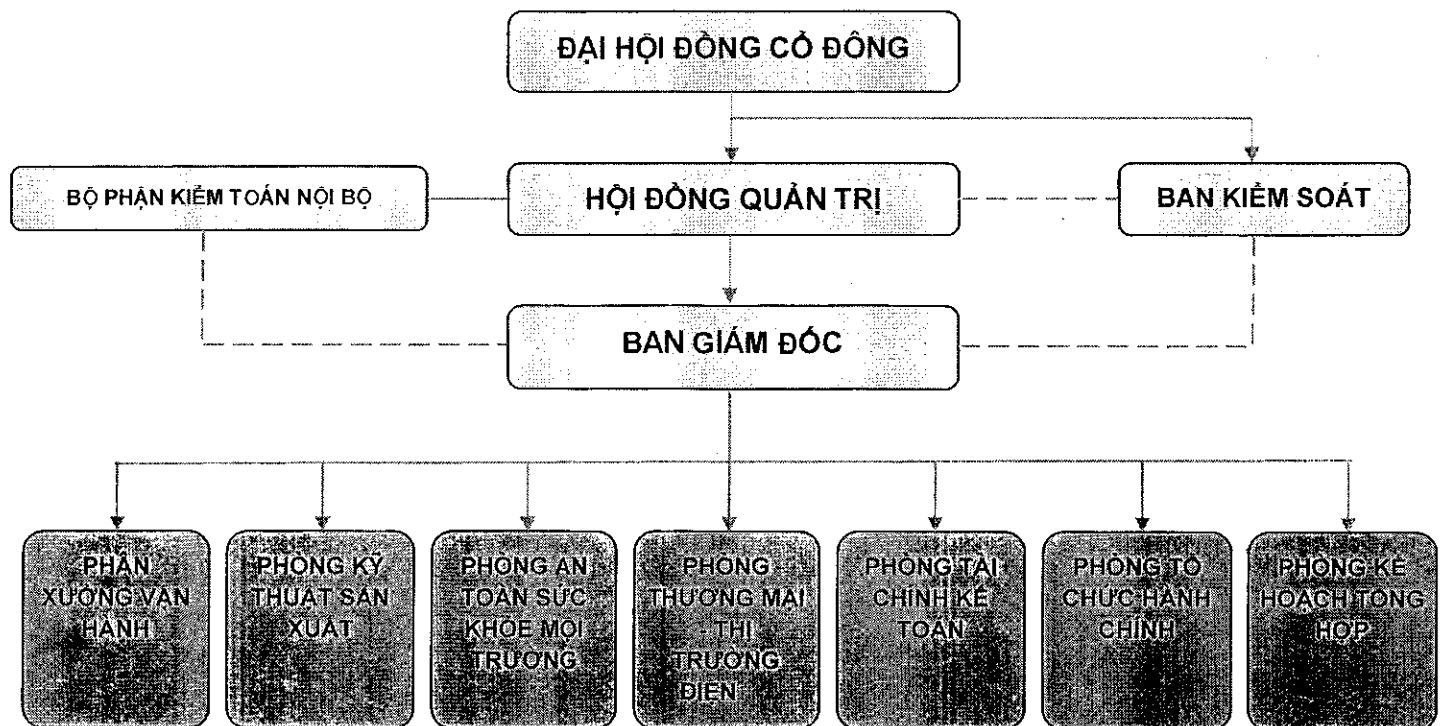 ĐẠI HỘI ĐỒNG CỔ ĐÔNG
BỘ PHẬN KIỂM TOÁN NỘI BỘ
HỘI ĐỒNG QUẢN TRỊ
BAN KIỂM SOÁT
BAN GIÁM ĐỐC
PHÂN
XƯỞNG VẬN
HÀNH
PHÒNG KỸ
THUẬT SẢN
XUẤT
PHÒNG AN
TOÀN SỨC
KHỎE MÔI
TRƯỜNG
PHÒNG
THƯƠNG MẠI
- THỊ
TRƯỜNG
ĐIỆN
PHÒNG TÀI
CHÍNH KẾ
TOÁN
PHÒNG TỔ
CHỨC HÀNH
CHÍNH
PHÒNG KẾ
HOẠCH TỔNG
HỢP